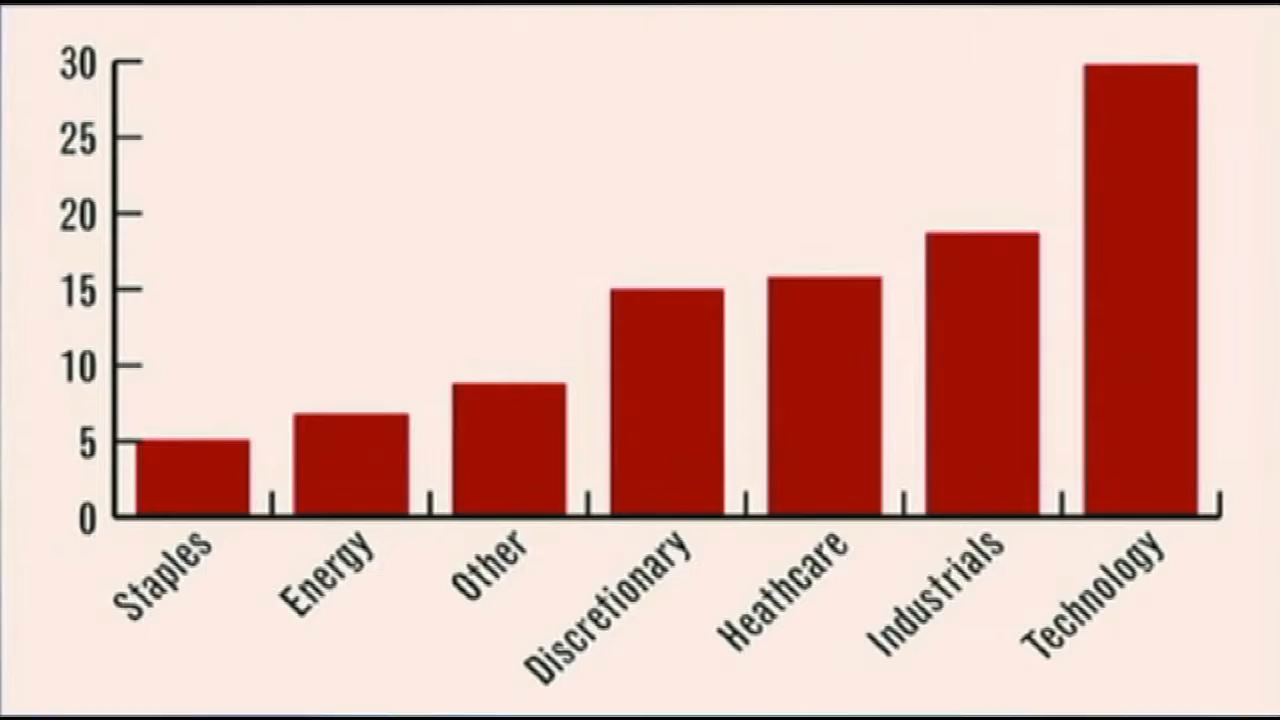 30
25
20
15
10
5
0
Staples
Energy
Other
Discretionary
Heathcare
Industrials
Technology